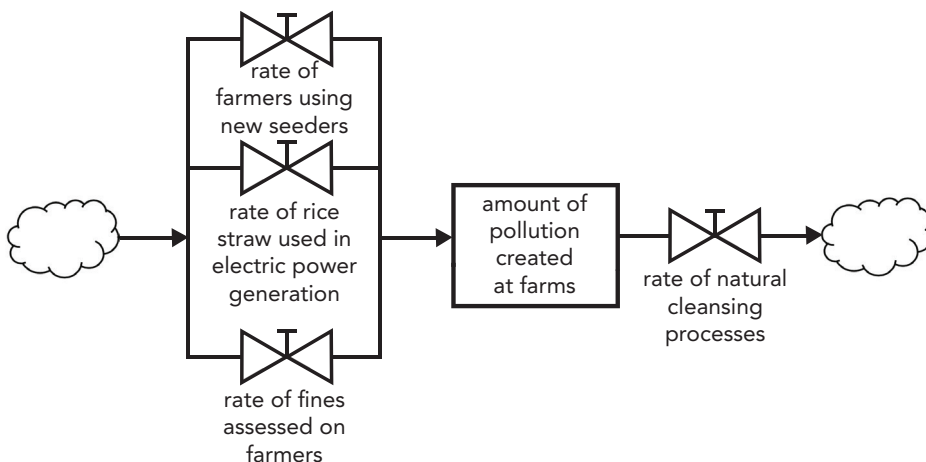 rate of
farmers using
new seeders
rate of rice
straw used in
electric power
generation
rate of fines
assessed on
farmers
amount of
pollution
created
at farms
rate of natural
cleansing
processes